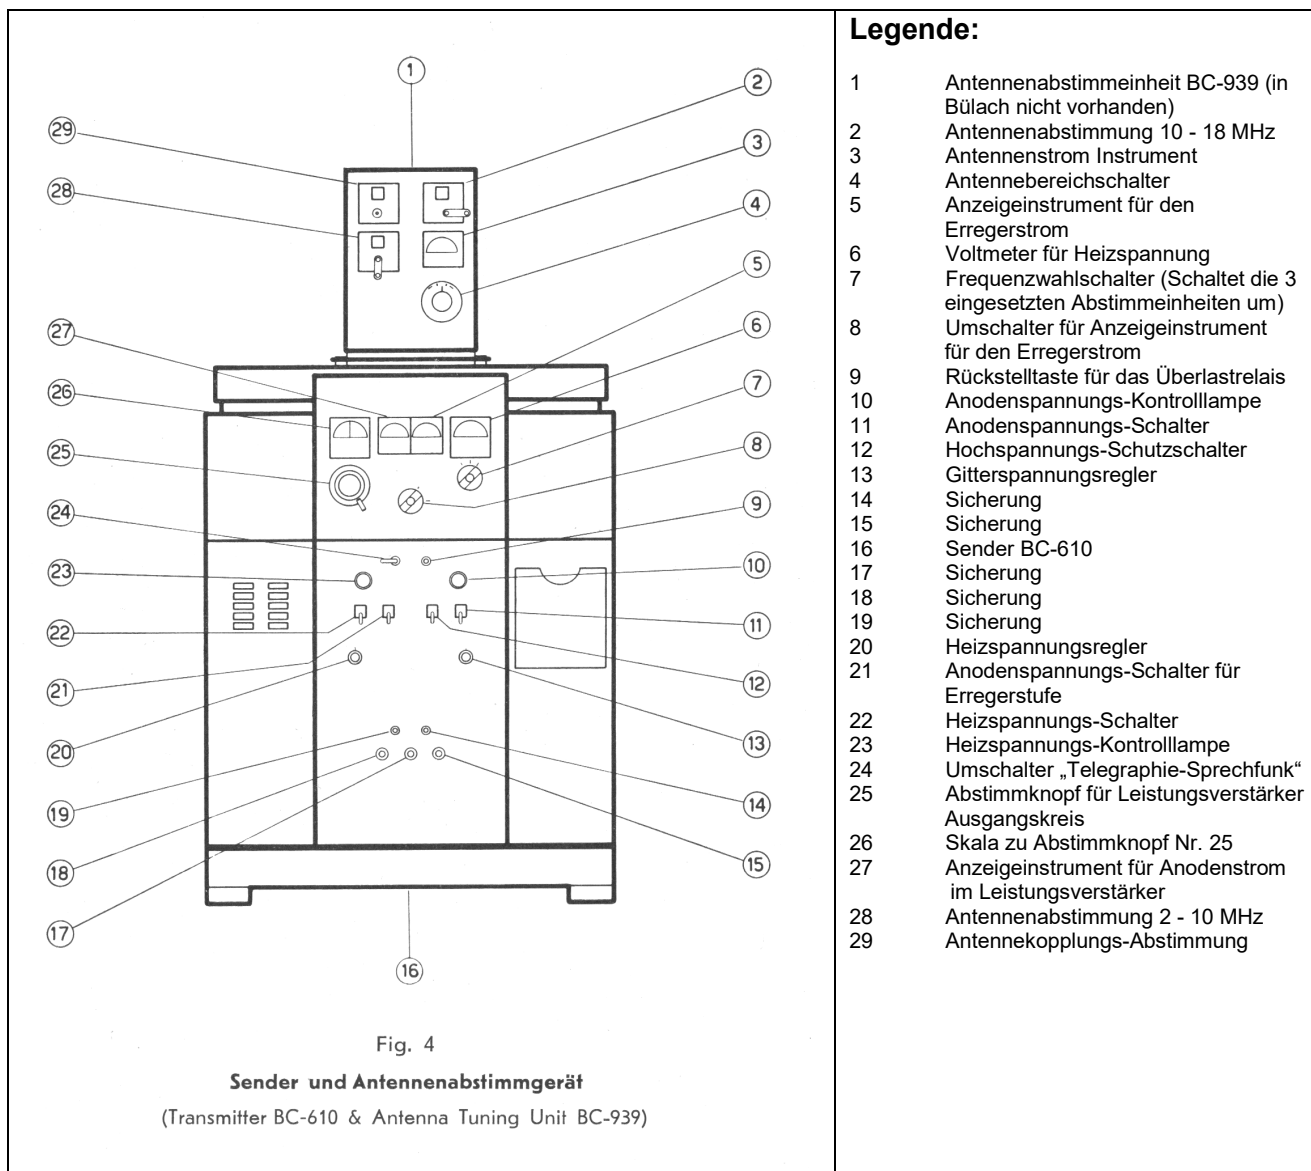 1
2
29
3
28
4
5
27
6
26
7
25
8
24
9
23
10
22
11
21
12
20
13
19
14
18
15
17
16
Fig. 4
Sender und Antennenabstimmgerät
(Transmitter BC-610 & Antenna Tuning Unit BC-939)
Legende:
1 Antennenabstimmeinheit BC-939 (in
Bülach nicht vorhanden)
2 Antennenabstimmung 10 - 18 MHz
3 Antennenstrom Instrument
4 Antennebereichschalter
5 Anzeigeinstrument für den
Erregerstrom
6 Voltmeter für Heizspannung
7 Frequenzwahlschalter (Schaltet die 3
eingesetzten Abstimmeinheiten um)
8 Umschalter für Anzeigeinstrument
für den Erregerstrom
9 Rückstelltaste für das Überlastrelais
10 Anodenspannungs-Kontrolllampe
11 Anodenspannungs-Schalter
12 Hochspannungs-Schutzschalter
13 Gitterspannungsregler
14 Sicherung
15 Sicherung
16 Sender BC-610
17 Sicherung
18 Sicherung
19 Sicherung
20 Heizspannungsregler
21 Anodenspannungs-Schalter für
Erregerstufe
22 Heizspannungs-Schalter
23 Heizspannungs-Kontrolllampe
24 Umschalter „Telegraphie-Sprechfunk“
25 Abstimmknopf für Leistungsverstärker
Ausgangskreis
26 Skala zu Abstimmknopf Nr. 25
27 Anzeigeinstrument für Anodenstrom
im Leistungsverstärker
28 Antennenabstimmung 2 - 10 MHz
29 Antennekopplungs-Abstimmung